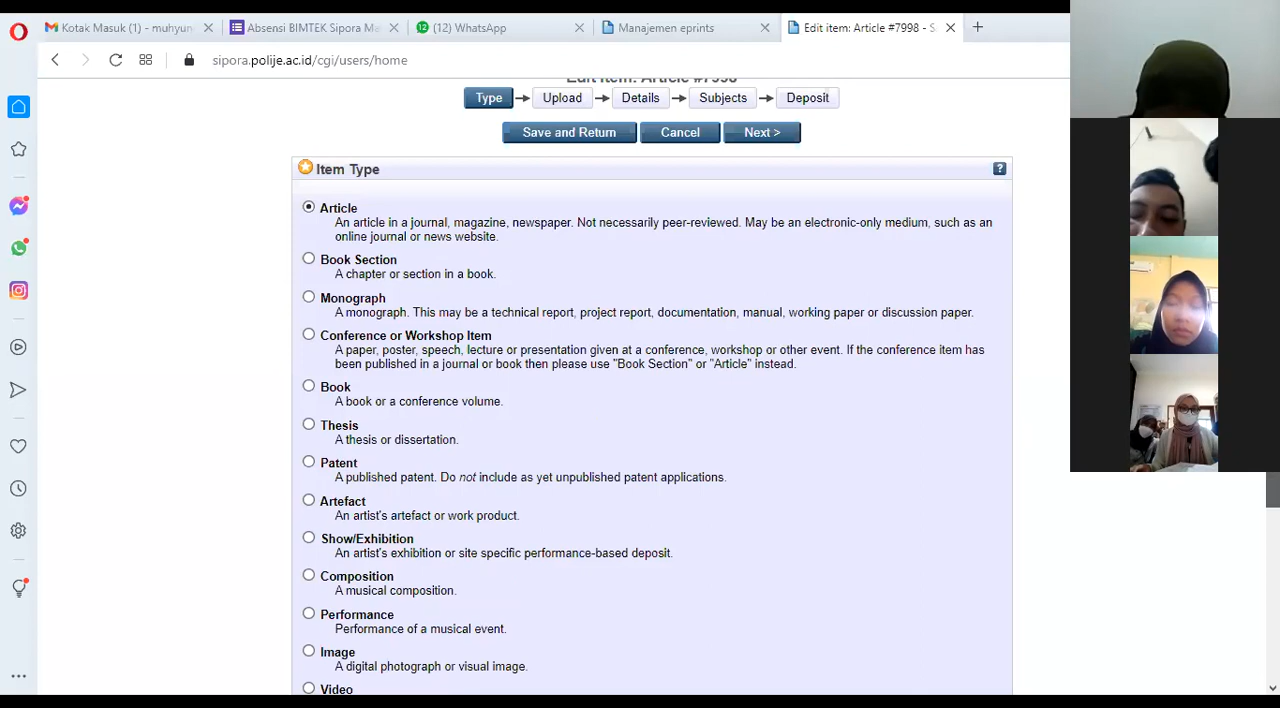 Kotak Masuk (1) - muhyun
Absensi BIMTEK Sipora Ma
12
(12) WhatsApp
Manajemen eprints
Edit item: Article #7998 - S
sipora.polije.ac.id/cgi/users/home
Edit item: Article #7998
Type
Upload
Details
Subjects
Deposit
Save and Return
Cancel
Next >
Item Type
?
Article
An article in a journal, magazine, newspaper. Not necessarily peer-reviewed. May be an electronic-only medium, such as an
online journal or news website.
Book Section
A chapter or section in a book.
Monograph
A monograph. This may be a technical report, project report, documentation, manual, working paper or discussion paper.
Conference or Workshop Item
A paper, poster, speech, lecture or presentation given at a conference, workshop or other event. If the conference item has
been published in a journal or book then please use "Book Section" or "Article" instead.
Book
A book or a conference volume.
Thesis
A thesis or dissertation.
Patent
A published patent. Do not include as yet unpublished patent applications.
Artefact
An artist's artefact or work product.
Show/Exhibition
An artist's exhibition or site specific performance-based deposit.
Composition
A musical composition.
Performance
Performance of a musical event.
Image
A digital photograph or visual image.
Video